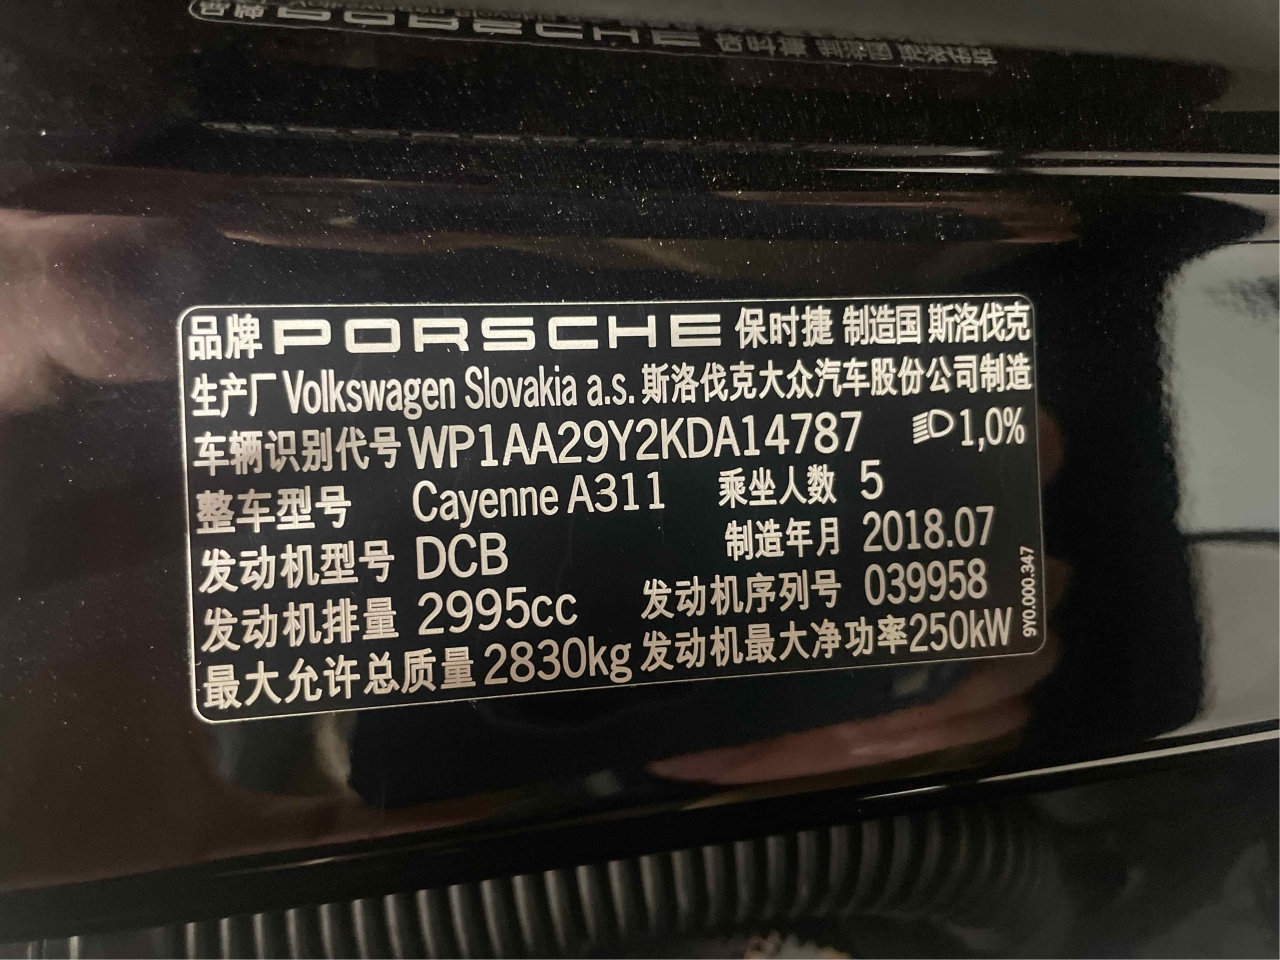 品牌 PORSCHE 保时捷 制造国 斯洛伐克
生产厂 Volkswagen Slovakia a.s. 斯洛伐克大众汽车股份公司制造
车辆识别代号 WP1AA29Y2KDA14787 1,0%
整车型号 Cayenne A311 乘坐人数 5
发动机型号 DCB 制造年月 2018.07
发动机排量 2995cc 发动机序列号 039958
最大允许总质量 2830kg 发动机最大净功率 250kW
9Y0.000.347